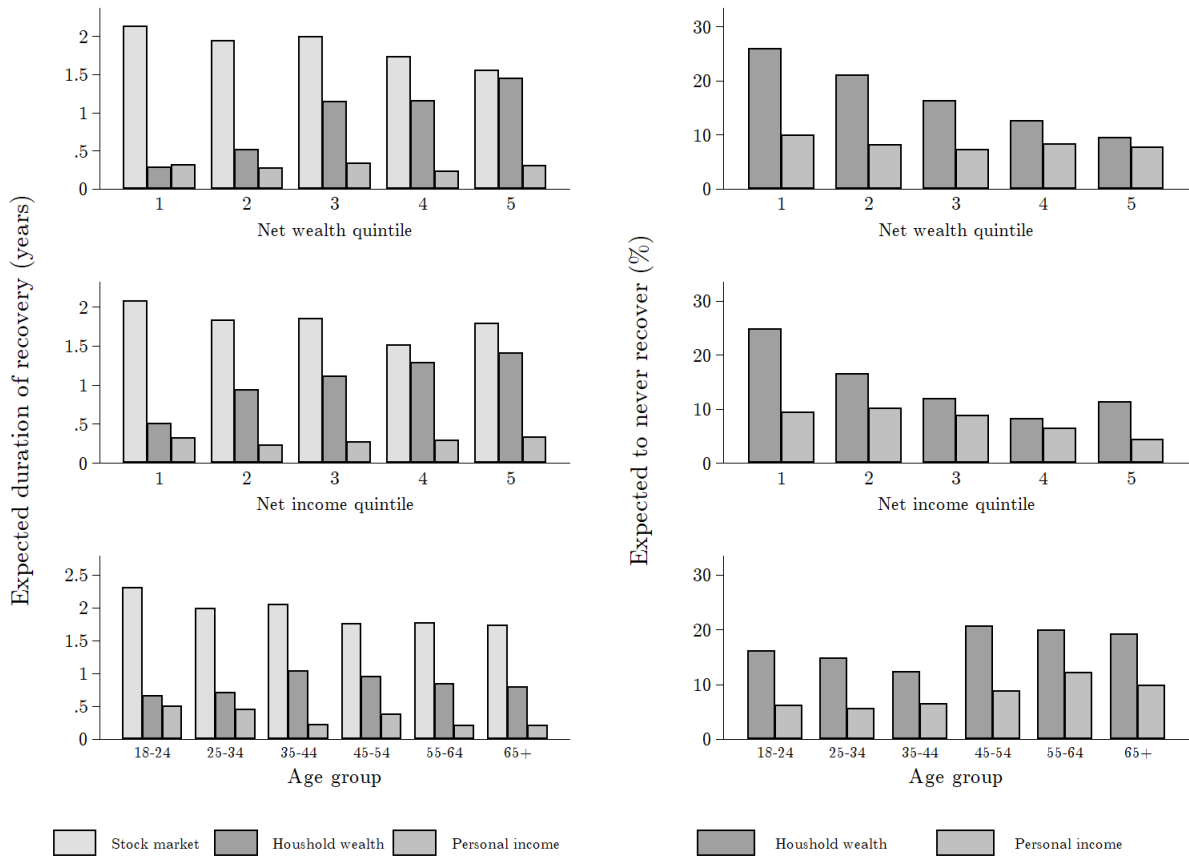 Expected duration of recovery (years)
2
1.5
1
.5
0
1 2 3 4 5
Net wealth quintile
2
1.5
1
.5
0
1 2 3 4 5
Net income quintile
2.5
2
1.5
1
.5
0
18-24 25-34 35-44 45-54 55-64 65+
Age group
Stock market Houshold wealth Personal income
Expected to never recover (%)
30
20
10
0
1 2 3 4 5
Net wealth quintile
30
20
10
0
1 2 3 4 5
Net income quintile
30
20
10
0
18-24 25-34 35-44 45-54 55-64 65+
Age group
Houshold wealth Personal income